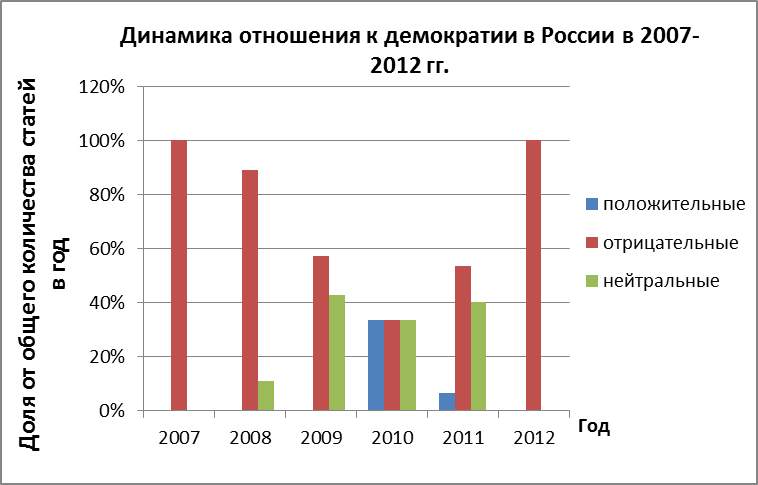 Динамика отношения к демократии в России в 2007-
2012 гг.
Доля от общего количества статей
в год
120%
100%
80%
60%
40%
20%
0%
2007 2008 2009 2010 2011 2012
Год
положительные
отрицательные
нейтральные